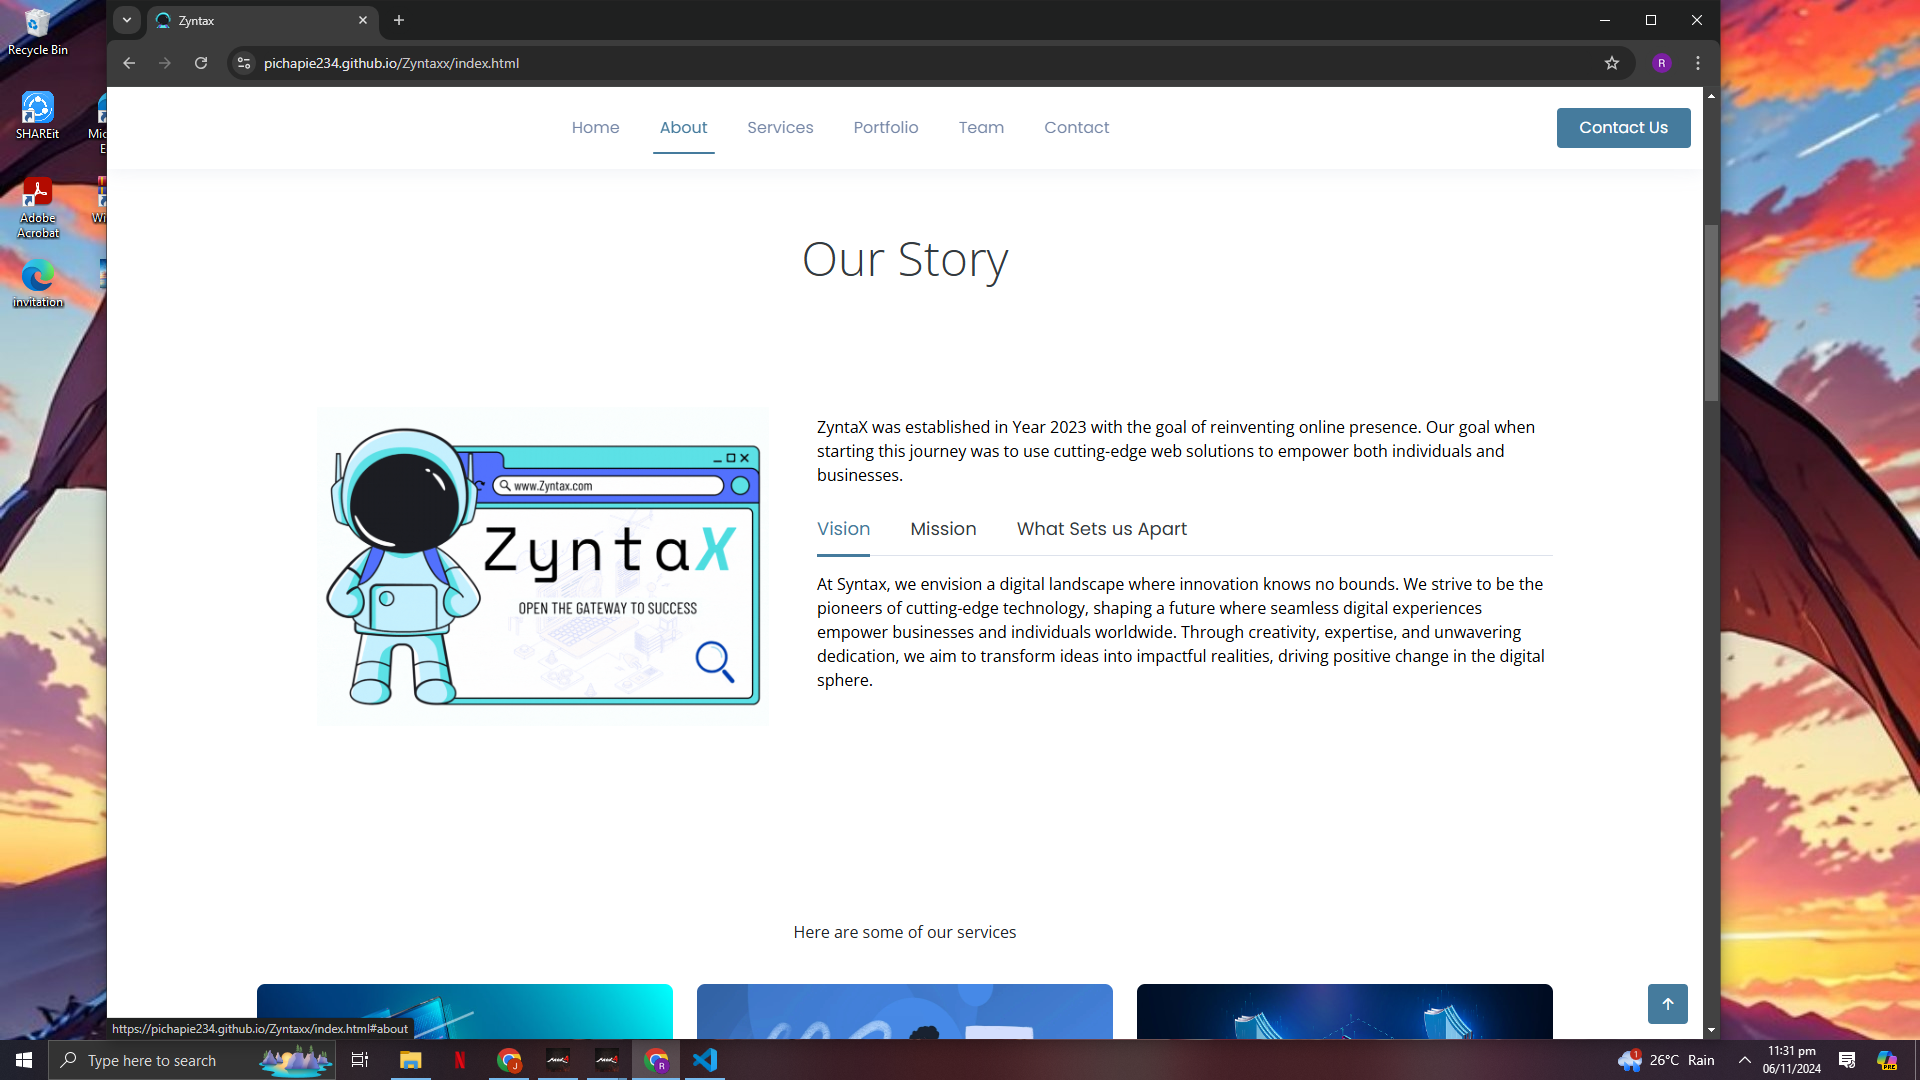 Zyntax
Recycle Bin
pichapie234.github.io/Zyntaxx/index.html
R
SHAREit
Home
About
Services
Portfolio
Team
Contact
Contact Us
Adobe
Acrobat
invitation
Our Story
www.Zyntax.com
ZyntaX
OPEN THE GATEWAY TO SUCCESS
ZyntaX was established in Year 2023 with the goal of reinventing online presence. Our goal when
starting this journey was to use cutting-edge web solutions to empower both individuals and
businesses.
Vision
Mission
What Sets us Apart
At Syntax, we envision a digital landscape where innovation knows no bounds. We strive to be the
pioneers of cutting-edge technology, shaping a future where seamless digital experiences
empower businesses and individuals worldwide. Through creativity, expertise, and unwavering
dedication, we aim to transform ideas into impactful realities, driving positive change in the digital
sphere.
Here are some of our services
https://pichapie234.github.io/Zyntaxx/index.html#about
Type here to search
26°C Rain
11:31 pm
06/11/2024